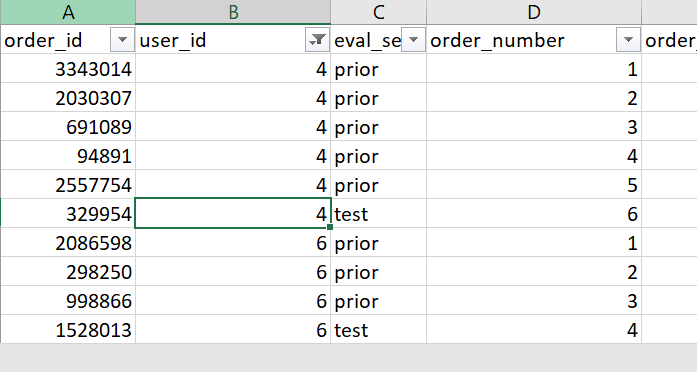 A B C D
order_id user_id eval_se order_number order_
3343014 4 prior 1
2030307 4 prior 2
691089 4 prior 3
94891 4 prior 4
2557754 4 prior 5
329954 4 test 6
2086598 6 prior 1
298250 6 prior 2
998866 6 prior 3
1528013 6 test 4